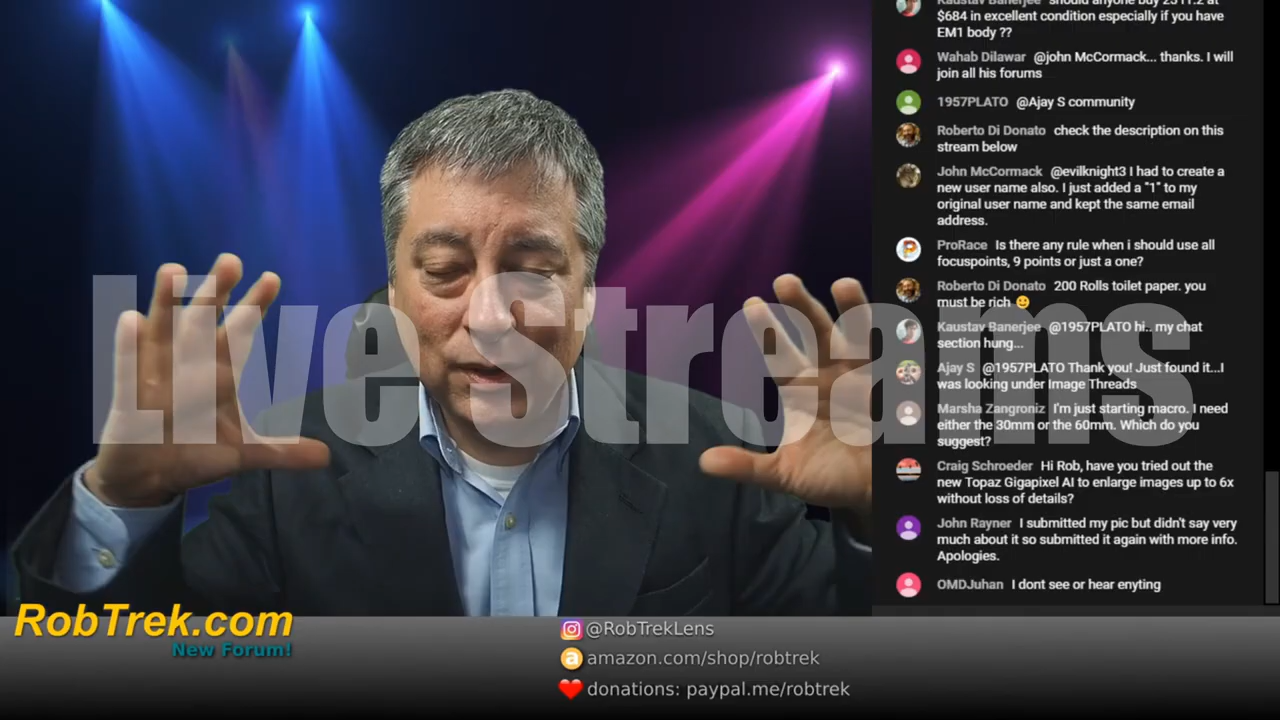 Kaustav Banerjee should anyone buy 2511.2 at
$684 in excellent condition especially if you have
EM1 body ??
Wahab Dilawar @john McCormack... thanks. I will
join all his forums
1957PLATO @Ajay S community
Roberto Di Donato check the description on this
stream below
John McCormack @evilknight3 I had to create a
new user name also. I just added a "1" to my
original user name and kept the same email
address.
ProRace Is there any rule when i should use all
focuspoints, 9 points or just a one?
Roberto Di Donato 200 Rolls toilet paper. you
must be rich
Kaustav Banerjee @1957PLATO hi.. my chat
section hung...
Ajay S @1957PLATO Thank you! Just found it...I
was looking under Image Threads
Marsha Zangroniz I'm just starting macro. I need
either the 30mm or the 60mm. Which do you
suggest?
Craig Schroeder Hi Rob, have you tried out the
new Topaz Gigapixel AI to enlarge images up to 6x
without loss of details?
John Rayner I submitted my pic but didn't say very
much about it so submitted it again with more info.
Apologies.
OMDJuhan I dont see or hear enyting
Live Streams
RobTrek.com
New Forum!
@RobTrekLens
amazon.com/shop/robtrek
donations: paypal.me/robtrek